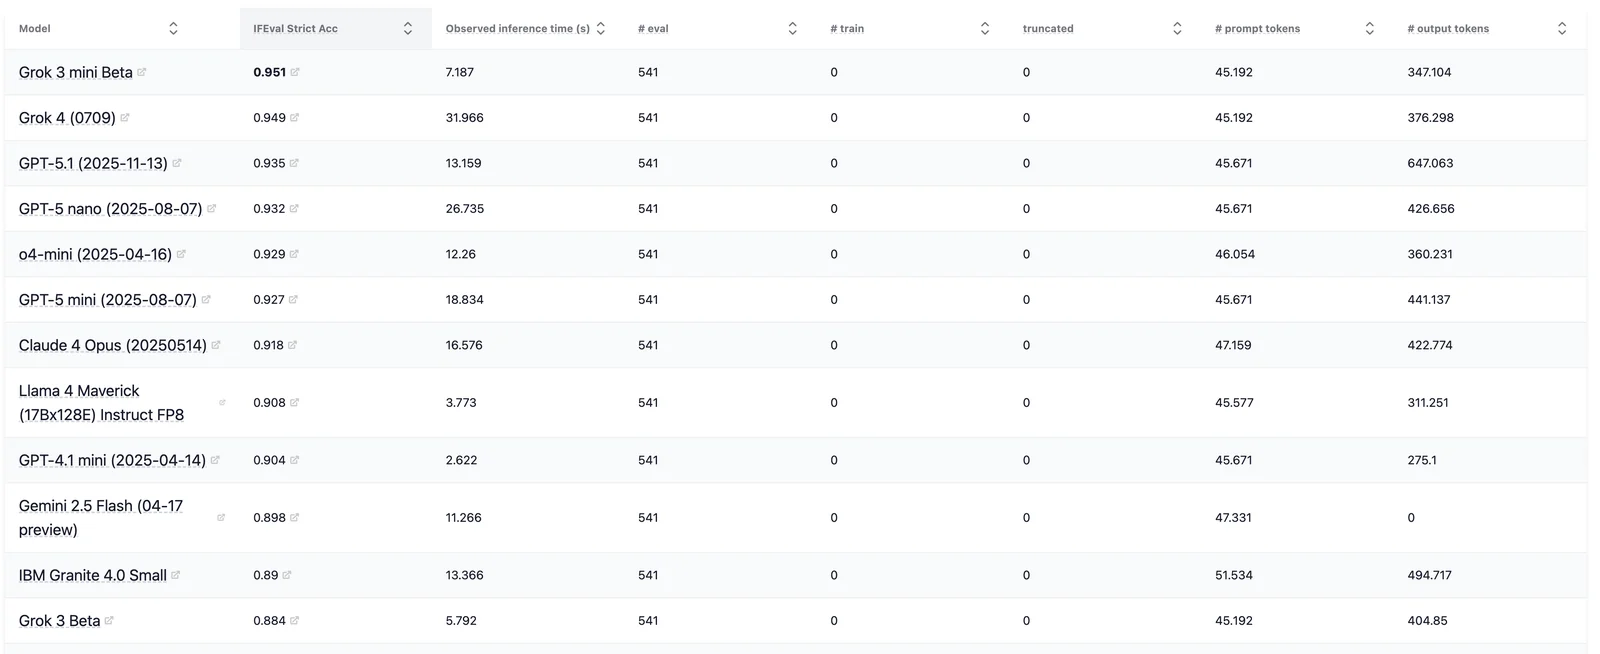 Model IFEval Strict Acc Observed inference time (s) # eval # train truncated # prompt tokens # output tokens
Grok 3 mini Beta 0.951 7.187 541 0 0 45.192 347.104
Grok 4 (0709) 0.949 31.966 541 0 0 45.192 376.298
GPT-5.1 (2025-11-13) 0.935 13.159 541 0 0 45.671 647.063
GPT-5 nano (2025-08-07) 0.932 26.735 541 0 0 45.671 426.656
o4-mini (2025-04-16) 0.929 12.26 541 0 0 46.054 360.231
GPT-5 mini (2025-08-07) 0.927 18.834 541 0 0 45.671 441.137
Claude 4 Opus (20250514) 0.918 16.576 541 0 0 47.159 422.774
Llama 4 Maverick
(17Bx128E) Instruct FP8 0.908 3.773 541 0 0 45.577 311.251
GPT-4.1 mini (2025-04-14) 0.904 2.622 541 0 0 45.671 275.1
Gemini 2.5 Flash (04-17
preview) 0.898 11.266 541 0 0 47.331 0
IBM Granite 4.0 Small 0.89 13.366 541 0 0 51.534 494.717
Grok 3 Beta 0.884 5.792 541 0 0 45.192 404.85